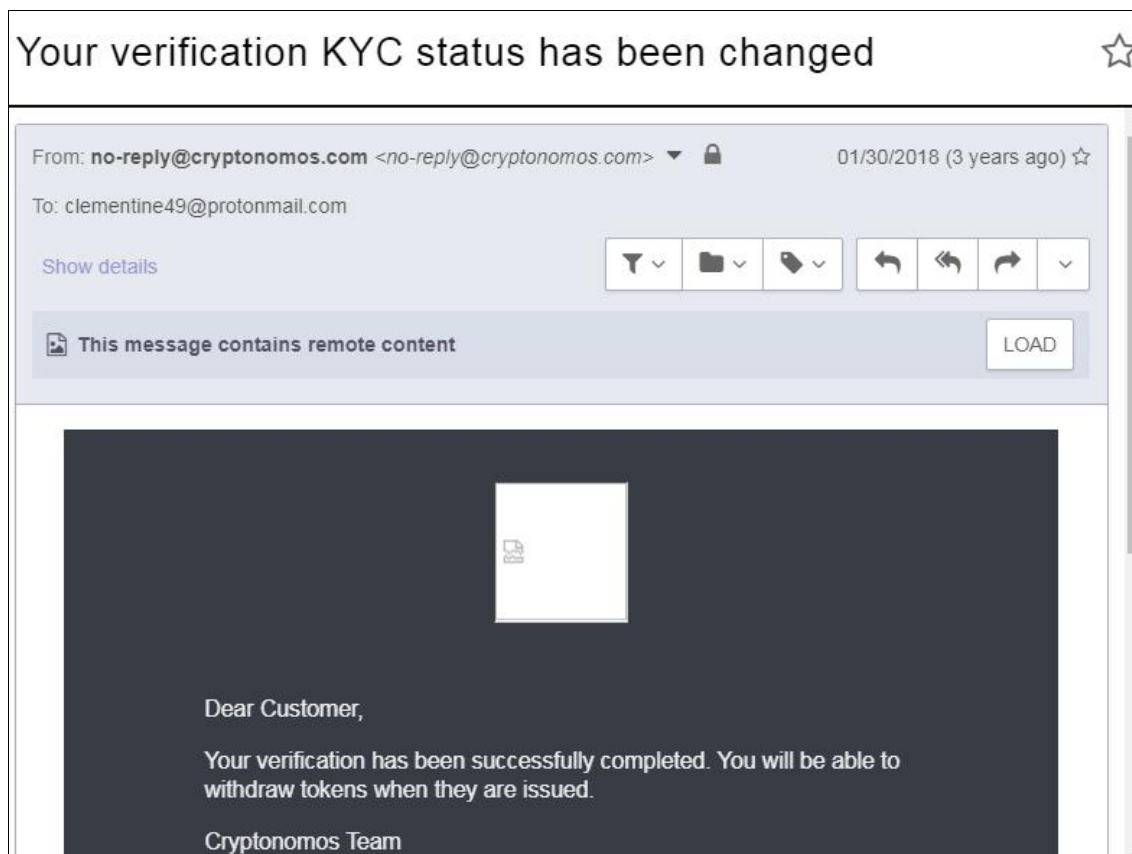 Your verification KYC status has been changed
From: no-reply@cryptonomos.com <no-reply@cryptonomos.com>
01/30/2018 (3 years ago)
To: clementine49@protonmail.com
Show details
This message contains remote content
LOAD
Dear Customer,
Your verification has been successfully completed. You will be able to
withdraw tokens when they are issued.
Cryptonomos Team